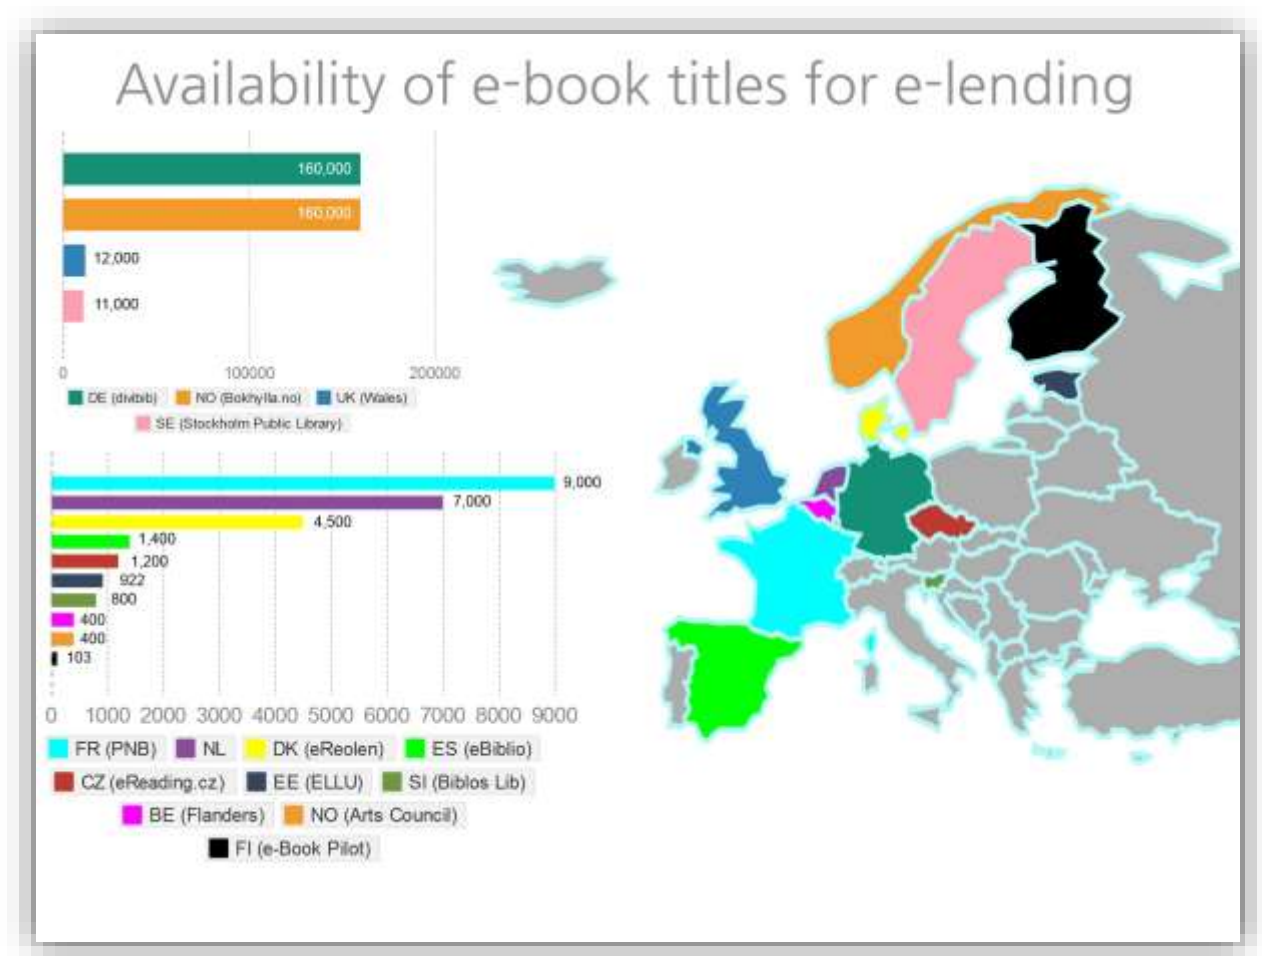 Availability of e-book titles for e-lending
160,000
160,000
12,000
11,000
0 100000 200000
DE (divibib) NO (Bokhylla.no) UK (Wales)
SE (Stockholm Public Library)
9,000
7,000
4,500
1,400
1,200
922
800
400
400
103
0 1000 2000 3000 4000 5000 6000 7000 8000 9000
FR (PNB) NL DK (eReolen) ES (eBiblio)
CZ (eReading.cz) EE (ELLU) SI (Biblos Lib)
BE (Flanders) NO (Arts Council)
FI (e-Book Pilot)